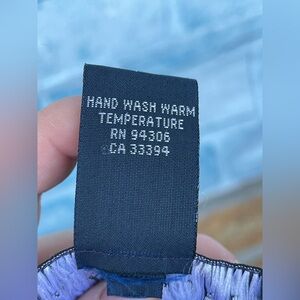 HAND WASH WARM
TEMPERATURE
RN 94306
CA 33394